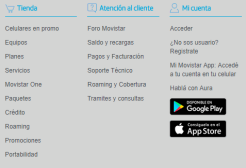 Tienda
Celulares en promo
Equipos
Planes
Servicios
Movistar One
Paquetes
Crédito
Roaming
Promociones
Portabilidad
Atención al cliente
Foro Movistar
Saldo y recargas
Pagos y Facturación
Soporte Técnico
Roaming y Cobertura
Tramites y consultas
Mi cuenta
Acceder
¿No sos usuario?
Registrate
Mi Movistar App. Accedé
a tu cuenta en tu celular
Hablá con Aura
DISPONIBLE EN
Google Play
Consíguelo en el
App Store